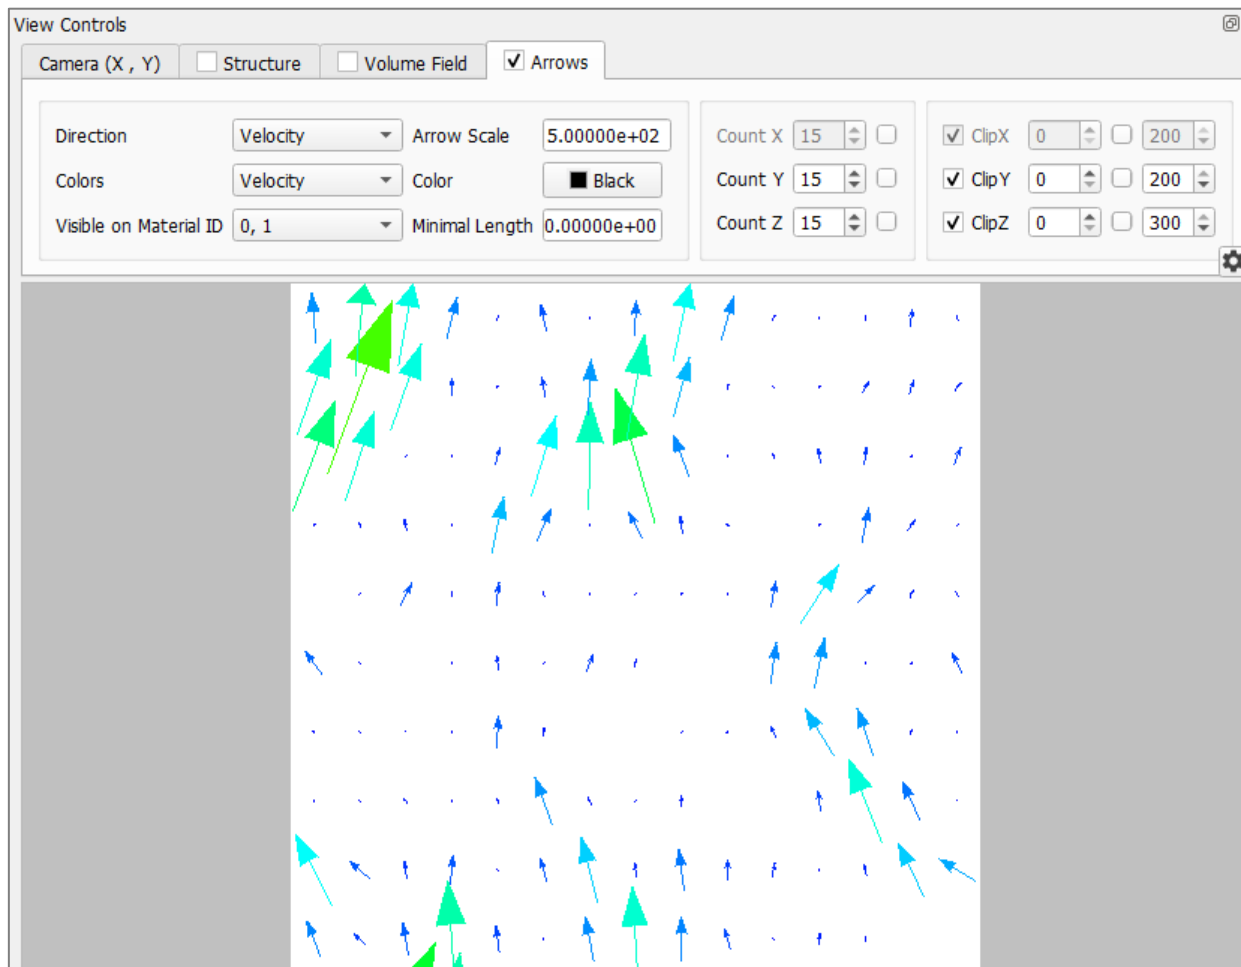 View Controls
Camera (X , Y) Structure Volume Field Arrows
Direction Velocity Arrow Scale 5.00000e+02 Count X 15 ClipX 0 200
Colors Velocity Color Black Count Y 15 ClipY 0 200
Visible on Material ID 0, 1 Minimal Length 0.00000e+00 Count Z 15 ClipZ 0 300